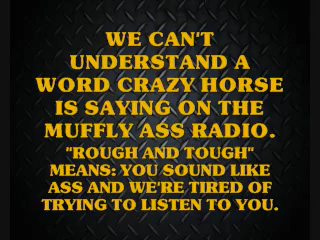 WE CAN'T
UNDERSTAND A
WORD CRAZY HORSE
IS SAYING ON THE
MUFFLY ASS RADIO.
"ROUGH AND TOUGH"
MEANS: YOU SOUND LIKE
ASS AND WE'RE TIRED OF
TRYING TO LISTEN TO YOU.